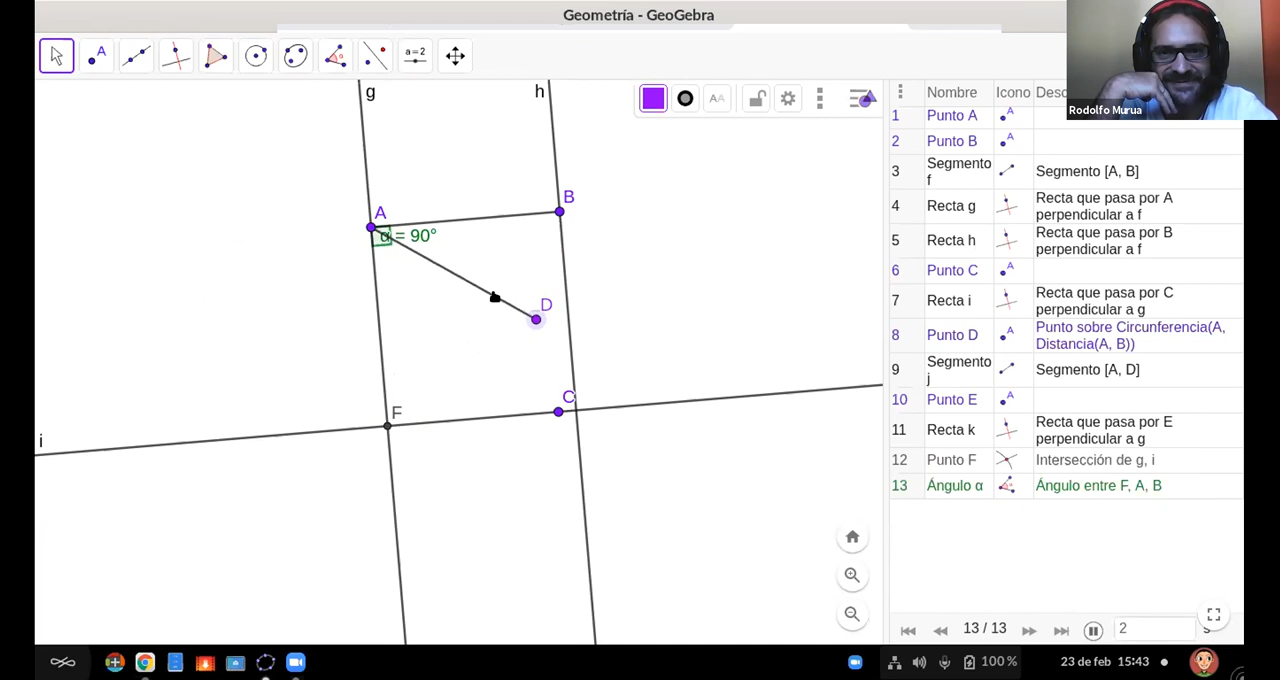 Geometría - GeoGebra
A
a = 2
Rodolfo Murua
g
h
AA
Nombre
Icono
Desc
1 Punto A
2 Punto B
3 Segmento f Segmento [A, B]
4 Recta g Recta que pasa por A perpendicular a f
5 Recta h Recta que pasa por B perpendicular a f
6 Punto C
7 Recta i Recta que pasa por C perpendicular a g
8 Punto D Punto sobre Circunferencia(A, Distancia(A, B))
9 Segmento j Segmento [A, D]
10 Punto E
11 Recta k Recta que pasa por E perpendicular a g
12 Punto F Intersección de g, i
13 Ángulo α Ángulo entre F, A, B
B
A
α = 90°
D
C
F
i
13 / 13
2
s
100 %
23 de feb 15:43